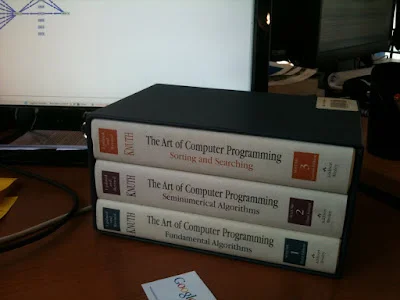 KNUTH
The Art of Computer Programming
Sorting and Searching
3
KNUTH
The Art of Computer Programming
Seminumerical Algorithms
2
KNUTH
The Art of Computer Programming
Fundamental Algorithms
1
Google